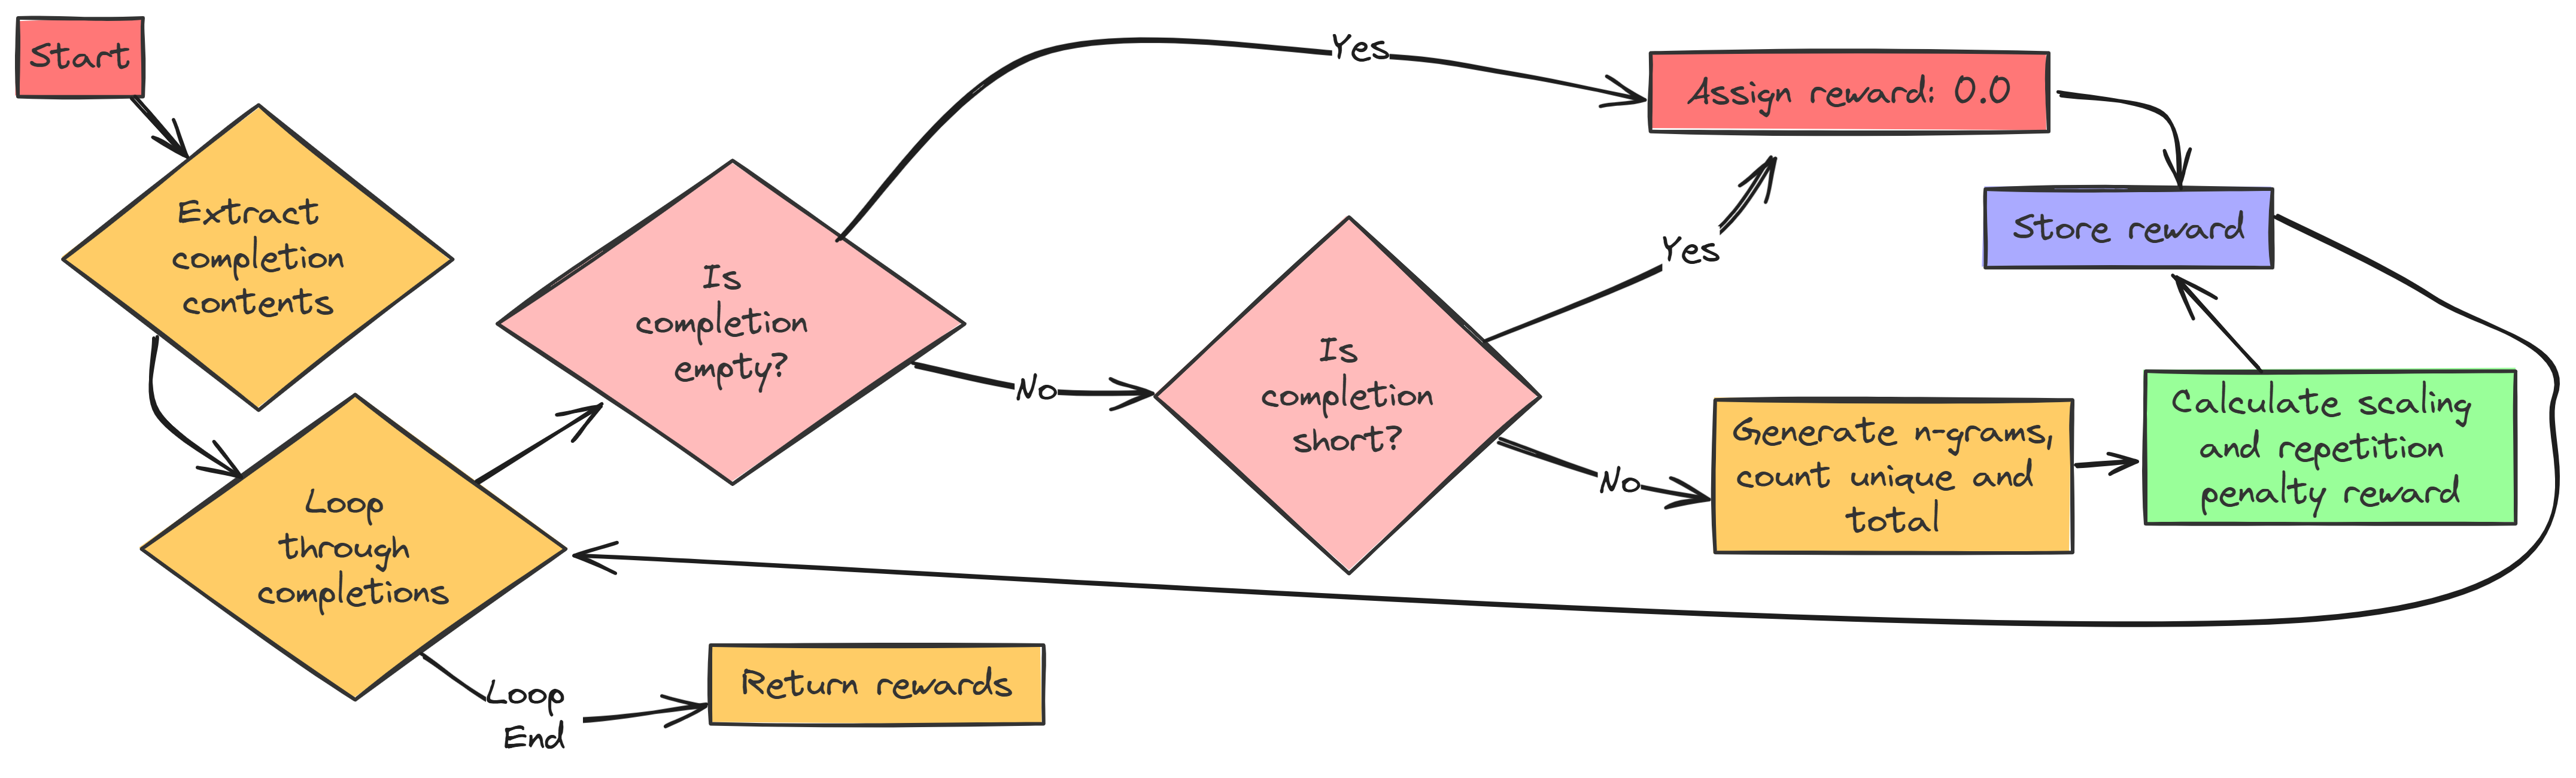 Start
Extract
completion
contents
Loop
through
completions
Is
completion
empty?
Yes
No
Is
completion
short?
Yes
No
Assign reward: 0.0
Store reward
Generate n-grams,
count unique and
total
Calculate scaling
and repetition
penalty reward
Loop
End
Return rewards